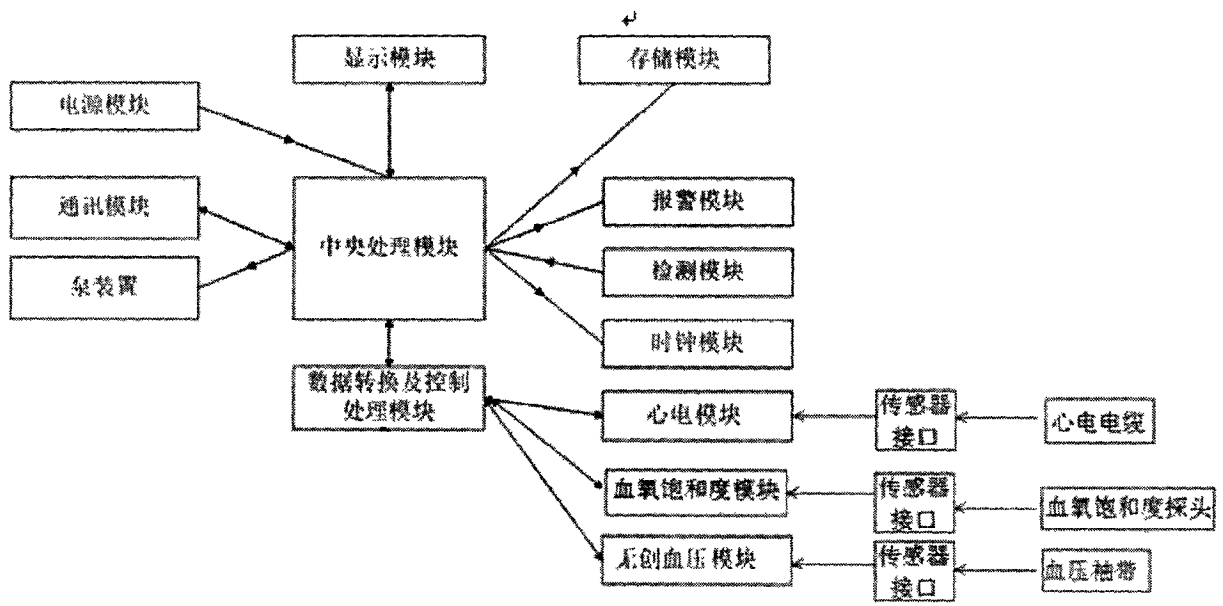 显示模块
存储模块
电源模块
通讯模块
中央处理模块
报警模块
泵装置
检测模块
时钟模块
数据转换及控制
处理模块
心电模块
传感器
接口
心电电缆
血氧饱和度模块
传感器
接口
血氧饱和度探头
无创血压模块
传感器
接口
血压袖带